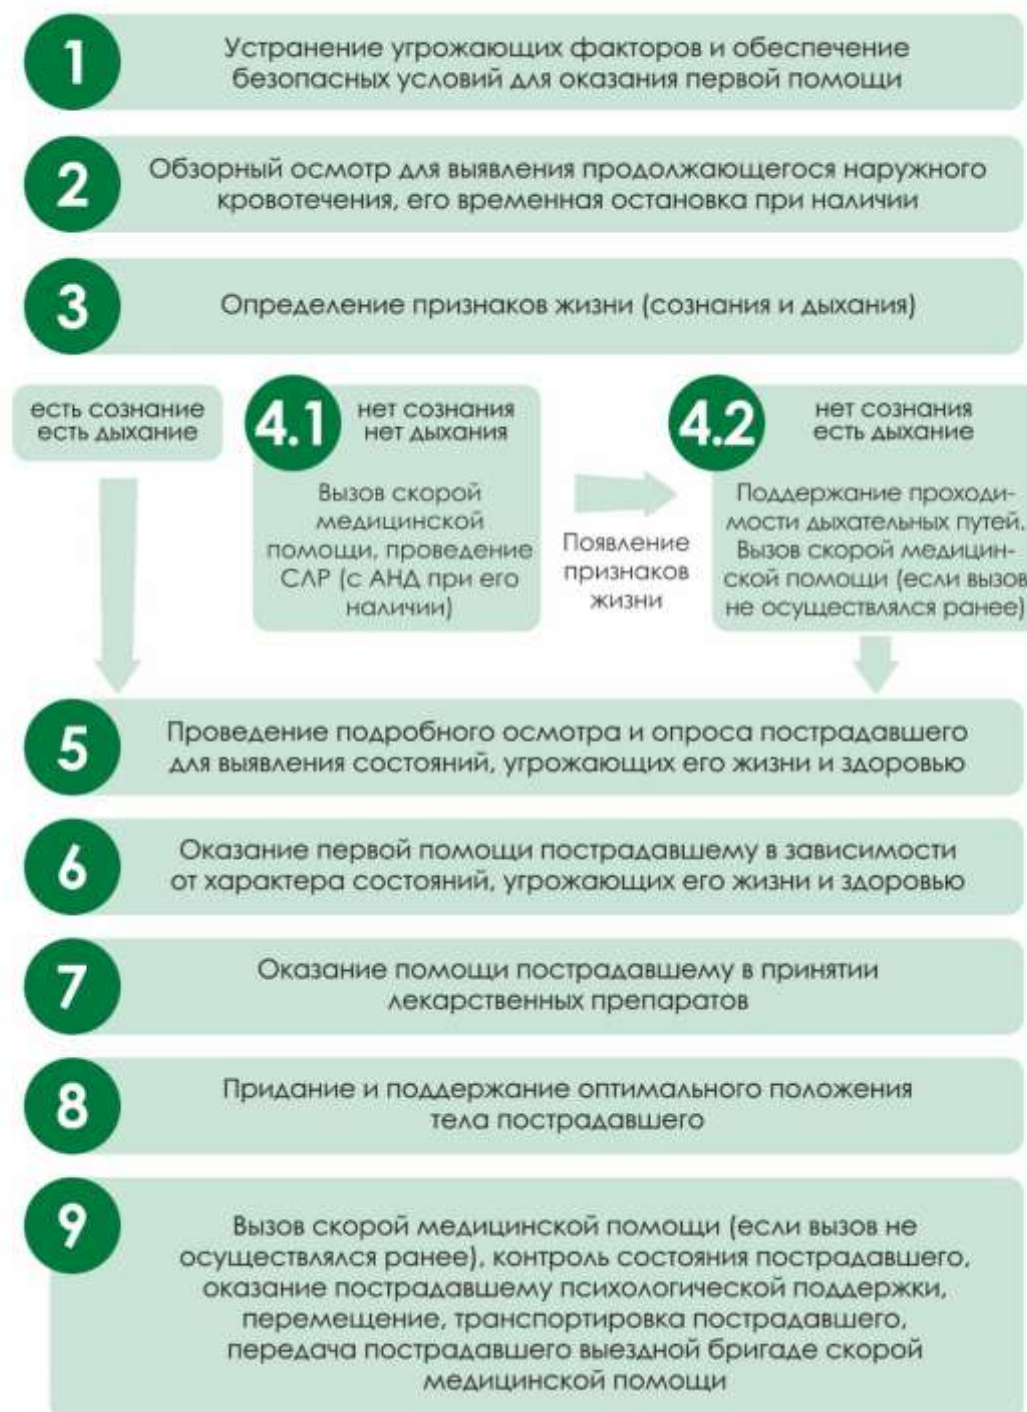 1
Устранение угрожающих факторов и обеспечение
безопасных условий для оказания первой помощи
2
Обзорный осмотр для выявления продолжающегося наружного
кровотечения, его временная остановка при наличии
3
Определение признаков жизни (сознания и дыхания)
есть сознание
есть дыхание
4.1
нет сознания
нет дыхания
Вызов скорой
медицинской
помощи, проведение
СЛР (с АНД при его
наличии)
Появление
признаков
жизни
4.2
нет сознания
есть дыхание
Поддержание проходи-
мости дыхательных путей.
Вызов скорой медицин-
ской помощи (если вызов
не осуществлялся ранее)
5
Проведение подробного осмотра и опроса пострадавшего
для выявления состояний, угрожающих его жизни и здоровью
6
Оказание первой помощи пострадавшему в зависимости
от характера состояний, угрожающих его жизни и здоровью
7
Оказание помощи пострадавшему в принятии
лекарственных препаратов
8
Придание и поддержание оптимального положения
тела пострадавшего
9
Вызов скорой медицинской помощи (если вызов не
осуществлялся ранее), контроль состояния пострадавшего,
оказание пострадавшему психологической поддержки,
перемещение, транспортировка пострадавшего,
передача пострадавшего выездной бригаде скорой
медицинской помощи